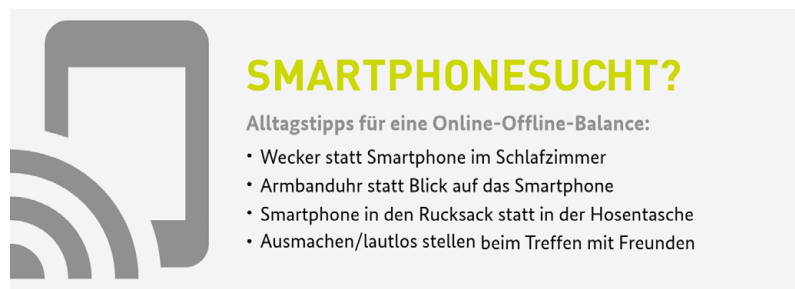 SMARTPHONESUCHT?
Alltagstipps für eine Online-Offline-Balance:
• Wecker statt Smartphone im Schlafzimmer
• Armbanduhr statt Blick auf das Smartphone
• Smartphone in den Rucksack statt in der Hosentasche
• Ausmachen/lautlos stellen beim Treffen mit Freunden